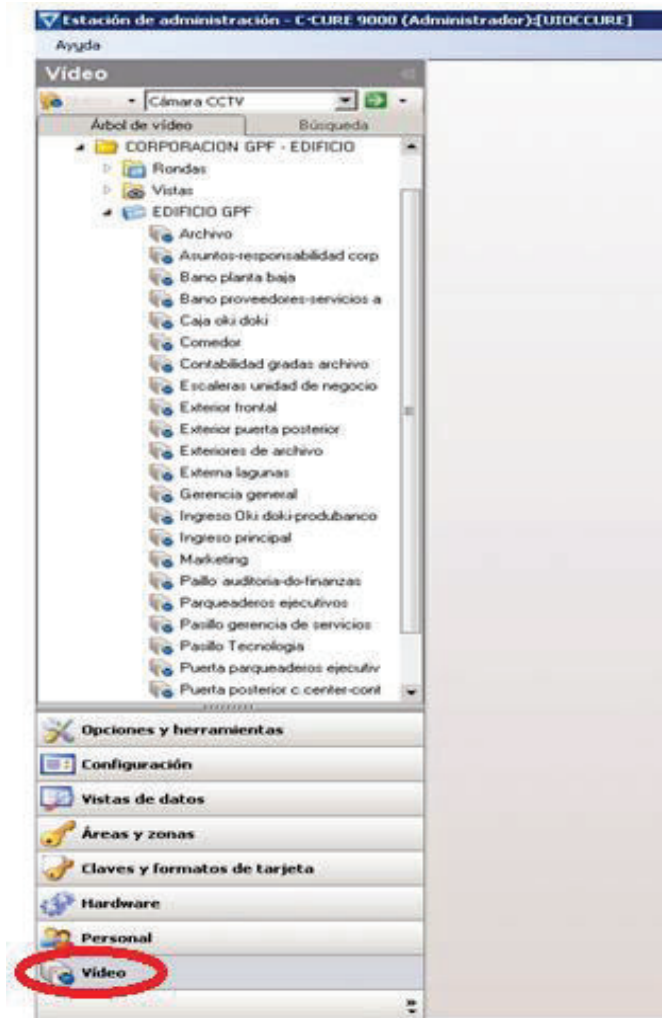 Estación de administración - C·CURE 9000 (Administrador):[UIOCCURE]
Ayuda
Vídeo
Cámara CCTV
Árbol de vídeo Búsqueda
CORPORACION GPF - EDIFICIO
Rondas
Vistas
EDIFICIO GPF
Archivo
Asuntos-responsabilidad corp
Bano planta baja
Bano proveedores-servicios a
Caja oki doki
Comedor
Contabilidad gradas archivo
Escaleras unidad de negocio
Exterior frontal
Exterior puerta posterior
Exteriores de archivo
Externa lagunas
Gerencia general
Ingreso Oki doki-produbanco
Ingreso principal
Marketing
Paillo auditoria-do-finanzas
Parqueaderos ejecutivos
Pasillo gerencia de servicios
Pasillo Tecnologia
Puerta parqueaderos ejecutiv
Puerta posterior c.center-cont
Opciones y herramientas
Configuración
Vistas de datos
Áreas y zonas
Claves y formatos de tarjeta
Hardware
Personal
Vídeo